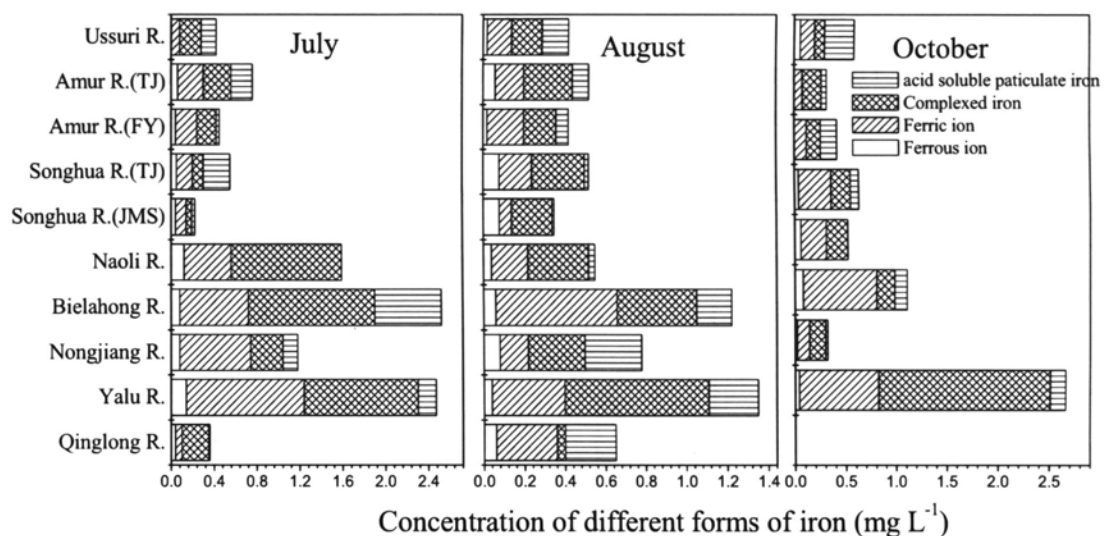 July
August
October
Ussuri R.
Amur R.(TJ)
Amur R.(FY)
Songhua R.(TJ)
Songhua R.(JMS)
Naoli R.
Bielahong R.
Nongjiang R.
Yalu R.
Qinglong R.
acid soluble paticulate iron
Complexed iron
Ferric ion
Ferrous ion
0.0 0.4 0.8 1.2 1.6 2.0 2.4
0.0 0.2 0.4 0.6 0.8 1.0 1.2 1.4
0.0 0.5 1.0 1.5 2.0 2.5
Concentration of different forms of iron (mg L⁻¹)